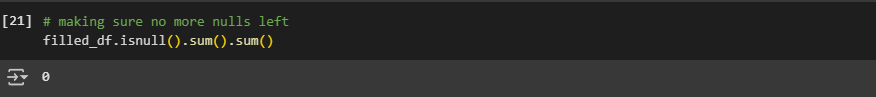 [21] # making sure no more nulls left
filled_df.isnull().sum().sum()
0